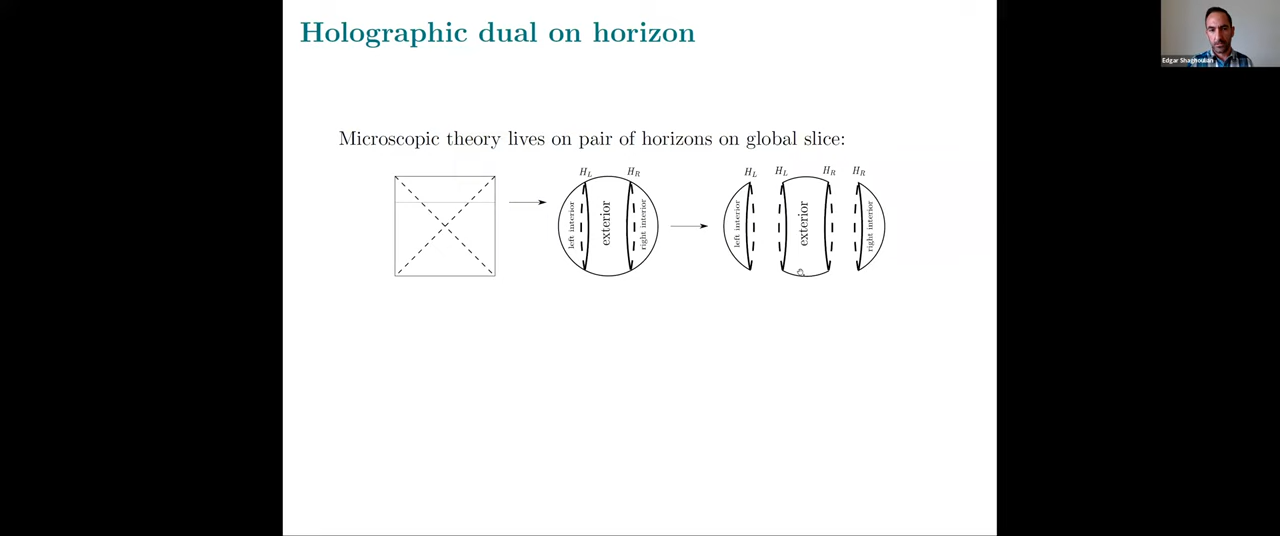 Holographic dual on horizon
Edgar Shaghoulian
Microscopic theory lives on pair of horizons on global slice:
H_L H_R H_L H_L H_R H_R
left interior
exterior
right interior
left interior
exterior
right interior